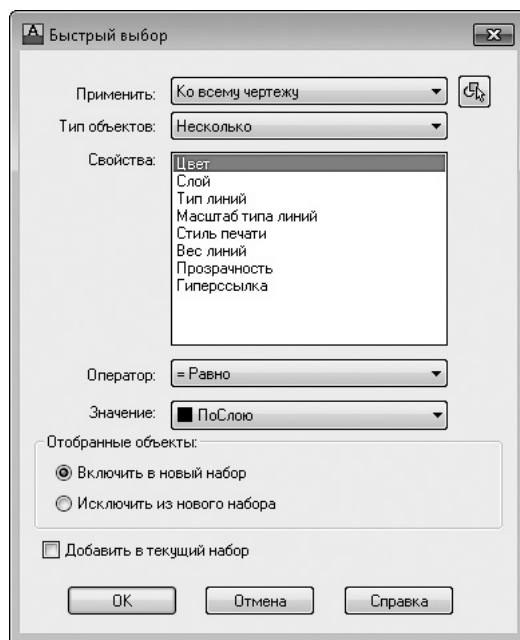 Быстрый выбор
Применить: Ко всему чертежу
Тип объектов: Несколько
Свойства: Цвет
Слой
Тип линий
Масштаб типа линий
Стиль печати
Вес линий
Прозрачность
Гиперссылка
Оператор: = Равно
Значение: ПоСлою
Отобранные объекты:
Включить в новый набор
Исключить из нового набора
Добавить в текущий набор
ОК Отмена Справка